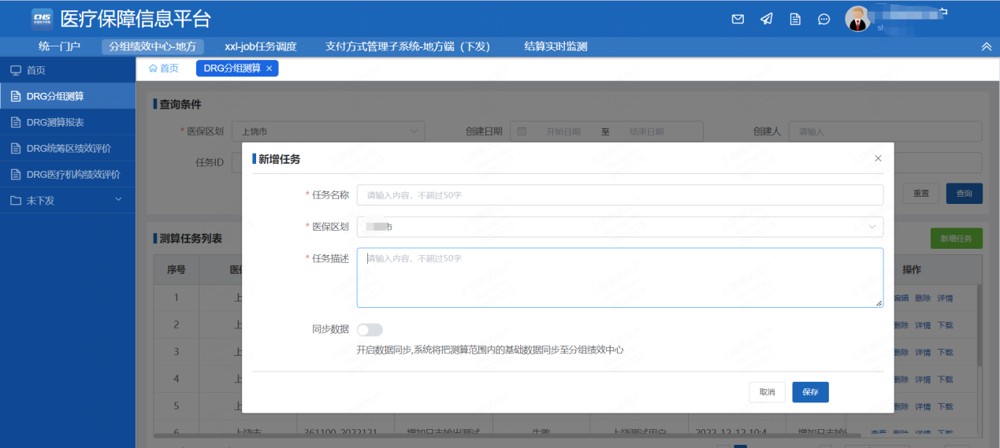 CHS 医疗保障信息平台
统一门户 分组绩效中心-地方 xxl-job任务调度 支付方式管理子系统-地方端（下发） 结算实时监测
首页
DRG分组测算
DRG测算报表
DRG统筹区绩效评价
DRG医疗机构绩效评价
未下发
首页 DRG分组测算 ×
查询条件
* 医保区划 上饶市 创建日期 开始日期 至 结束日期 创建人 请输入
任务ID
重置 查询
新增任务
* 任务名称 请输入内容，不超过50字
* 医保区划 市
* 任务描述 请输入内容，不超过50字
同步数据
开启数据同步,系统将把测算范围内的基础数据同步至分组绩效中心
取消 保存
测算任务列表 新增任务
序号 医 操作
1 上 编辑 删除 详情
2 上 删除 详情 下载
3 上 删除 详情 下载
4 上 删除 详情 下载
5 上 删除 详情 下载
6 上饶市 361100-2022121 增加日志输出测试 失败 上饶测试用户 2022-12-12 10:4 增加日志输 查看 删除 详情 下载